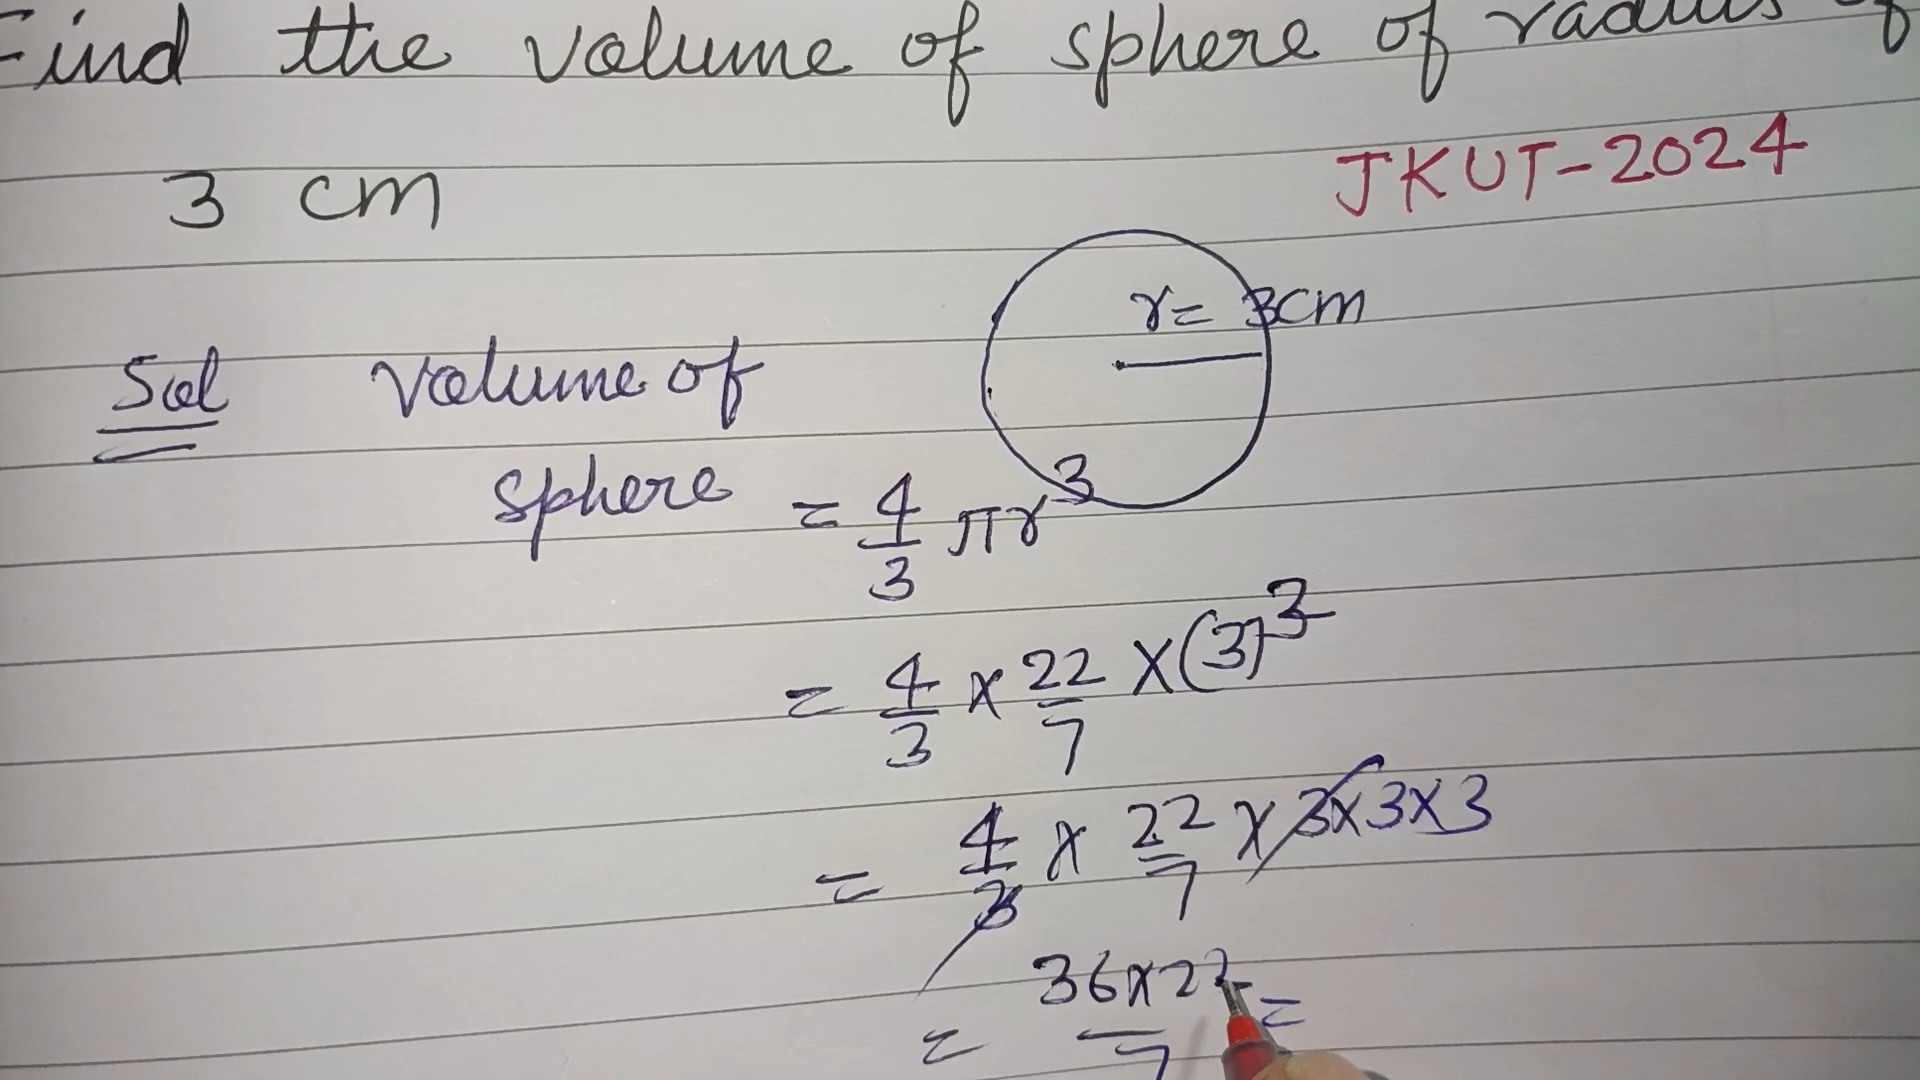 Find the volume of sphere of radius of
3 cm
JKUT-2024
r= 3cm
Sol volume of
sphere = 4/3 πr³
= 4/3 × 22/7 ×(3)³
= 4/3 × 22/7 × 3×3×3
= 36×22/7 =